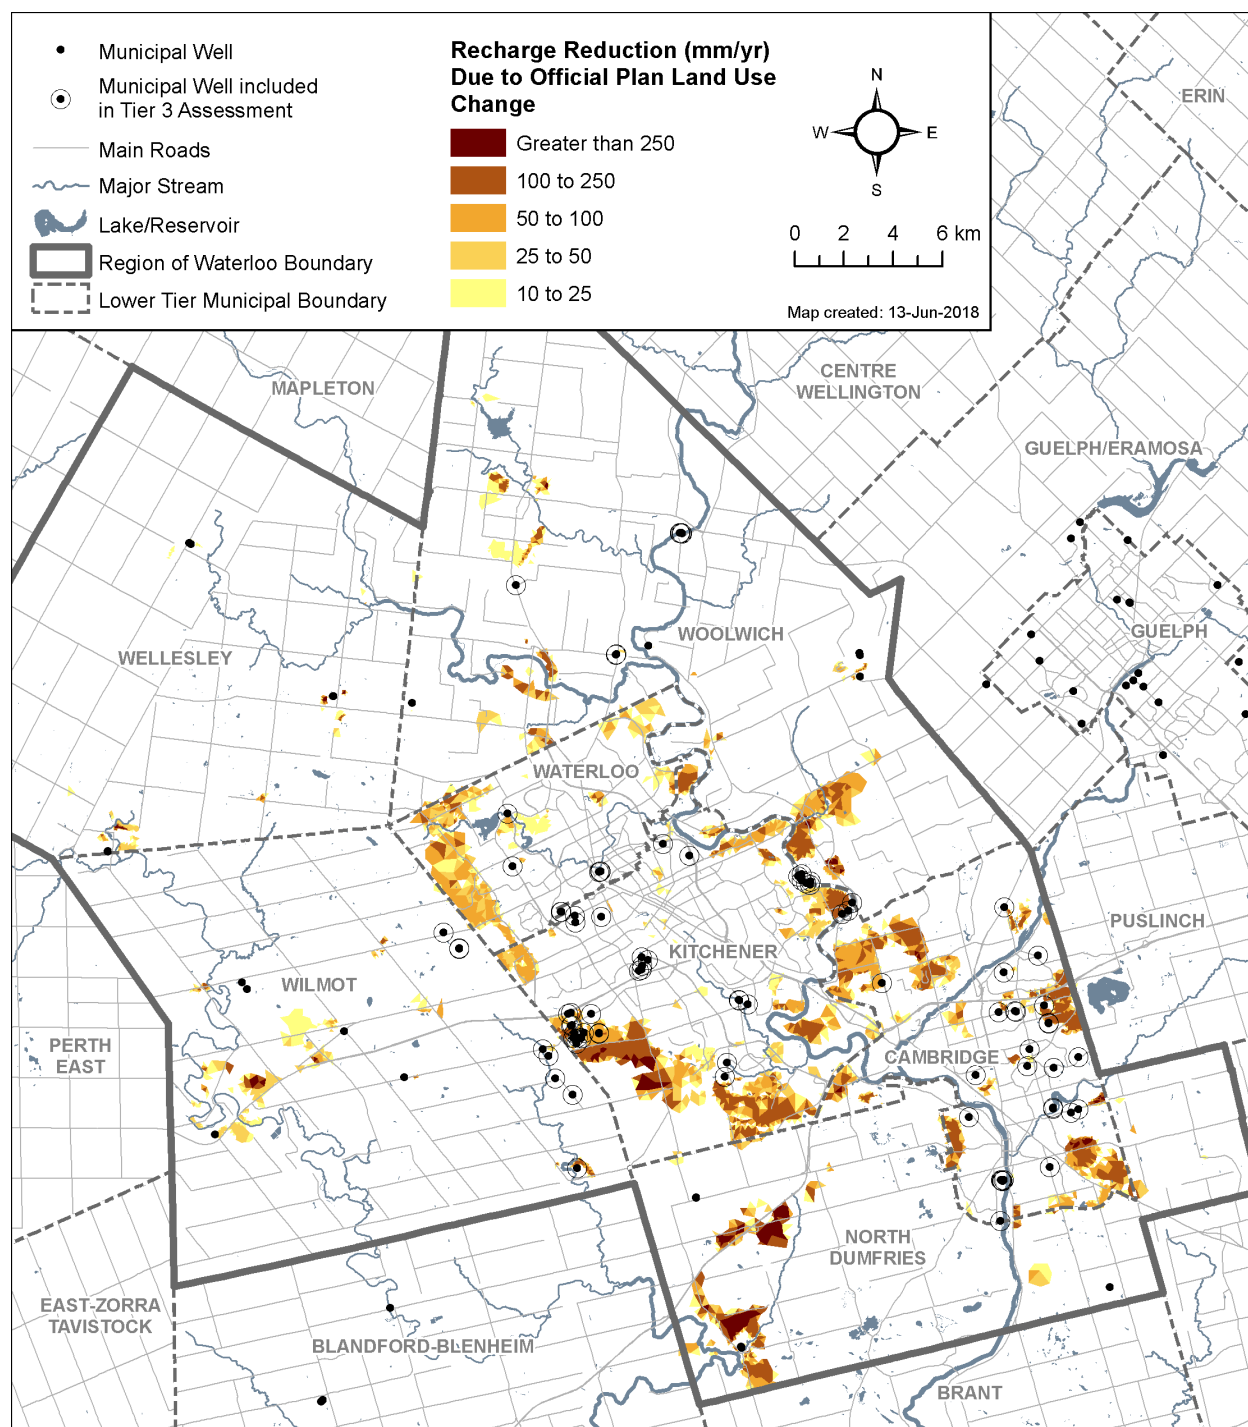 Municipal Well
Municipal Well included
in Tier 3 Assessment
Main Roads
Major Stream
Lake/Reservoir
Region of Waterloo Boundary
Lower Tier Municipal Boundary
Recharge Reduction (mm/yr)
Due to Official Plan Land Use
Change
Greater than 250
100 to 250
50 to 100
25 to 50
10 to 25
N
W E
S
0 2 4 6 km
Map created: 13-Jun-2018
ERIN
MAPLETON
CENTRE
WELLINGTON
GUELPH/ERAMOSA
WOOLWICH
GUELPH
WELLESLEY
WATERLOO
PUSLINCH
KITCHENER
WILMOT
PERTH
EAST
CAMBRIDGE
NORTH
DUMFRIES
EAST-ZORRA
TAVISTOCK
BLANDFORD-BLENHEIM
BRANT